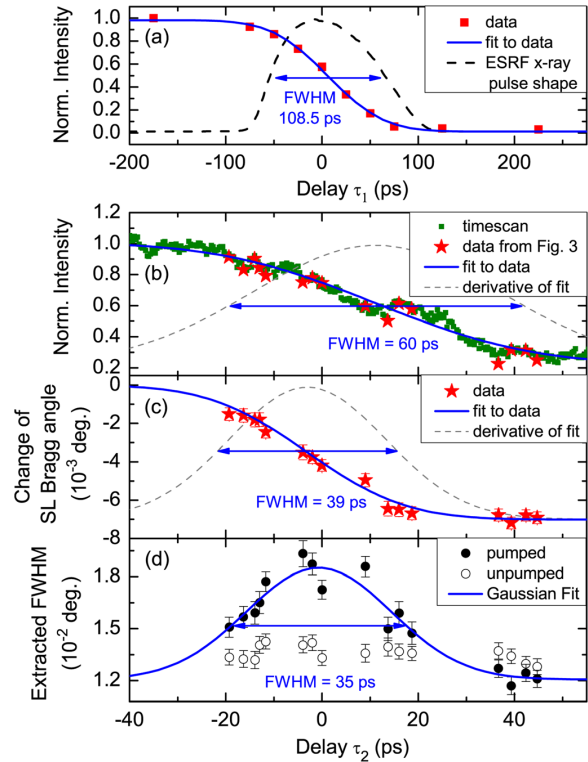 (a)
data
fit to data
ESRF x-ray
pulse shape
FWHM
108.5 ps
Norm. Intensity
1.0
0.8
0.6
0.4
0.2
0.0
-200 -100 0 100 200
Delay τ1 (ps)
(b)
timescan
data from Fig. 3
fit to data
derivative of fit
FWHM = 60 ps
Norm. Intensity
1.2
1.0
0.8
0.6
0.4
0.2
(c)
data
fit to data
derivative of fit
FWHM = 39 ps
Change of
SL Bragg angle
(10-3 deg.)
0
-2
-4
-6
-8
(d)
pumped
unpumped
Gaussian Fit
FWHM = 35 ps
Extracted FWHM
(10-2 deg.)
1.8
1.5
1.2
-40 -20 0 20 40
Delay τ2 (ps)